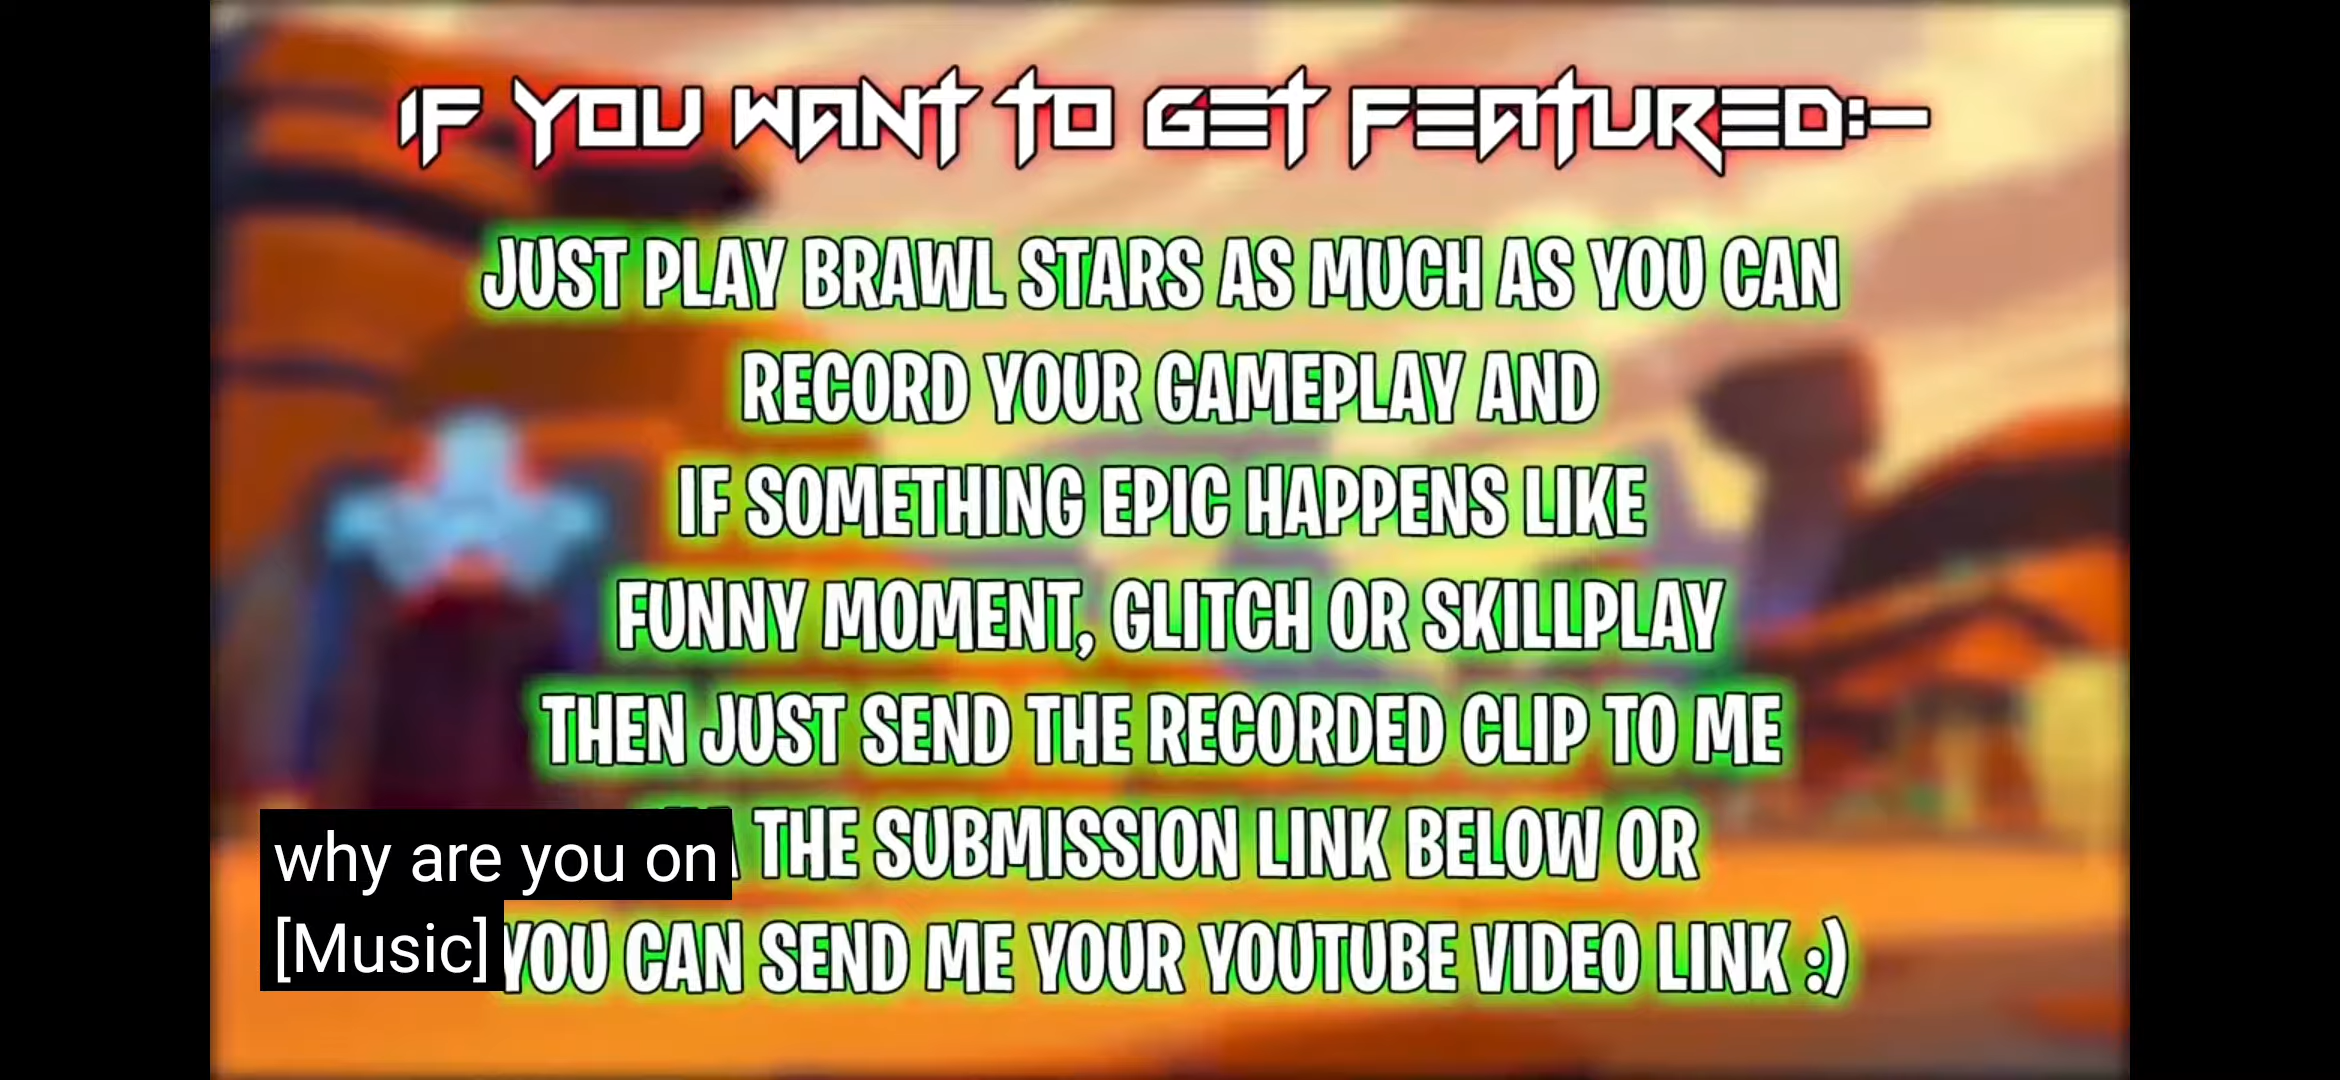 IF YOU WANT TO GET FEATURED:-
JUST PLAY BRAWL STARS AS MUCH AS YOU CAN
RECORD YOUR GAMEPLAY AND
IF SOMETHING EPIC HAPPENS LIKE
FUNNY MOMENT, GLITCH OR SKILLPLAY
THEN JUST SEND THE RECORDED CLIP TO ME
THE SUBMISSION LINK BELOW OR
YOU CAN SEND ME YOUR YOUTUBE VIDEO LINK :)
why are you on
[Music]